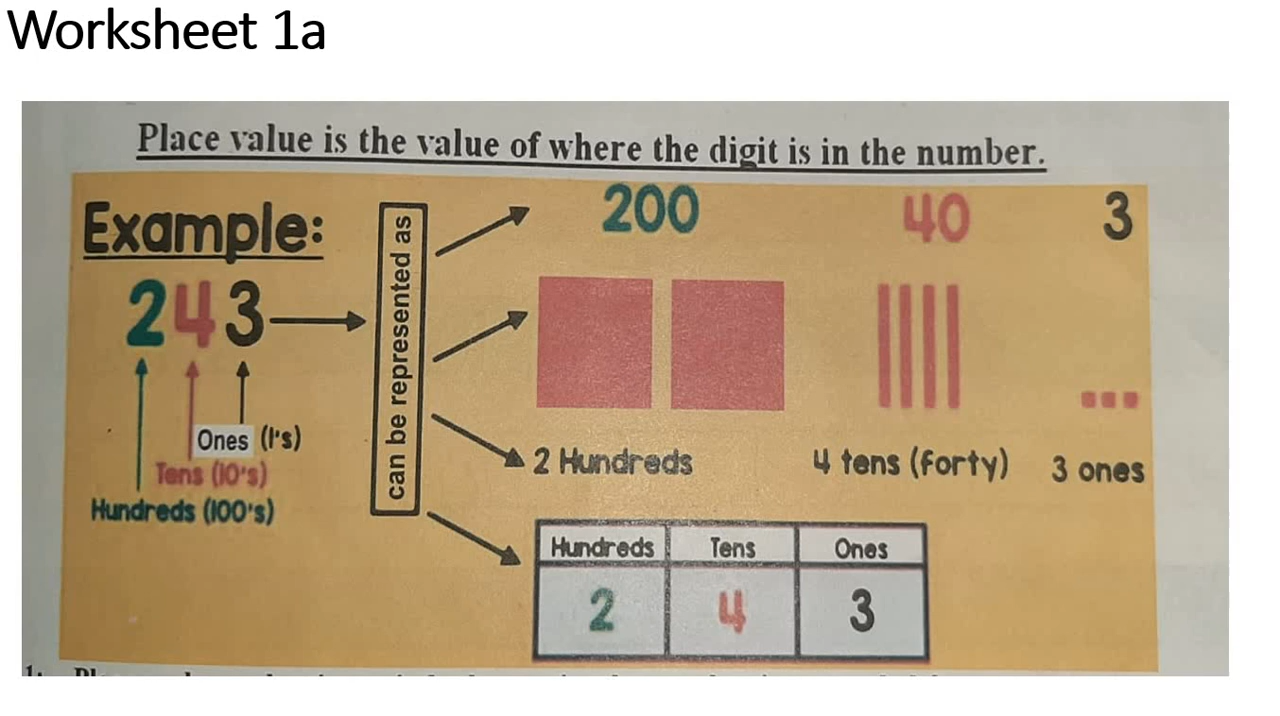 Worksheet 1a
Place value is the value of where the digit is in the number.
Example:
243
Ones (1's)
Tens (10's)
Hundreds (100's)
can be represented as
200 40 3
2 Hundreds 4 tens (forty) 3 ones
Hundreds Tens Ones
2 4 3